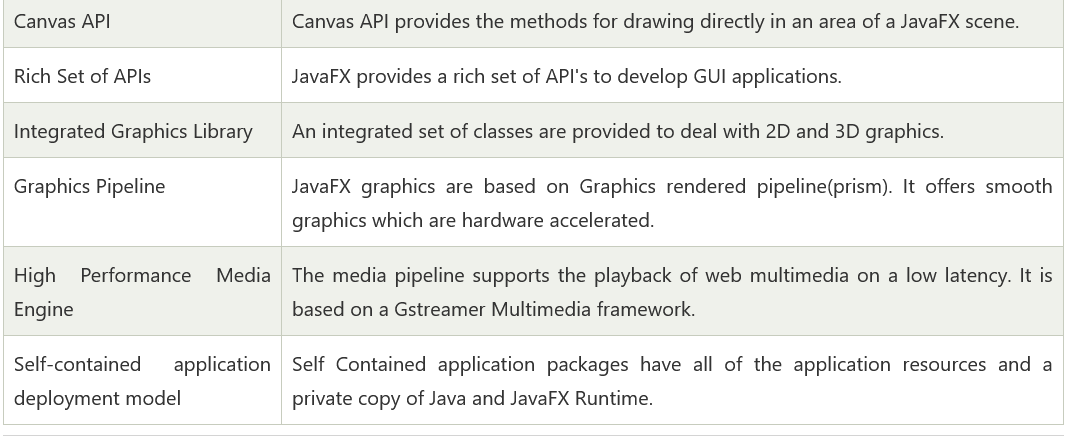 Canvas API
Canvas API provides the methods for drawing directly in an area of a JavaFX scene.
Rich Set of APIs
JavaFX provides a rich set of API's to develop GUI applications.
Integrated Graphics Library
An integrated set of classes are provided to deal with 2D and 3D graphics.
Graphics Pipeline
JavaFX graphics are based on Graphics rendered pipeline(prism). It offers smooth
graphics which are hardware accelerated.
High Performance Media
Engine
The media pipeline supports the playback of web multimedia on a low latency. It is
based on a Gstreamer Multimedia framework.
Self-contained application
deployment model
Self Contained application packages have all of the application resources and a
private copy of Java and JavaFX Runtime.